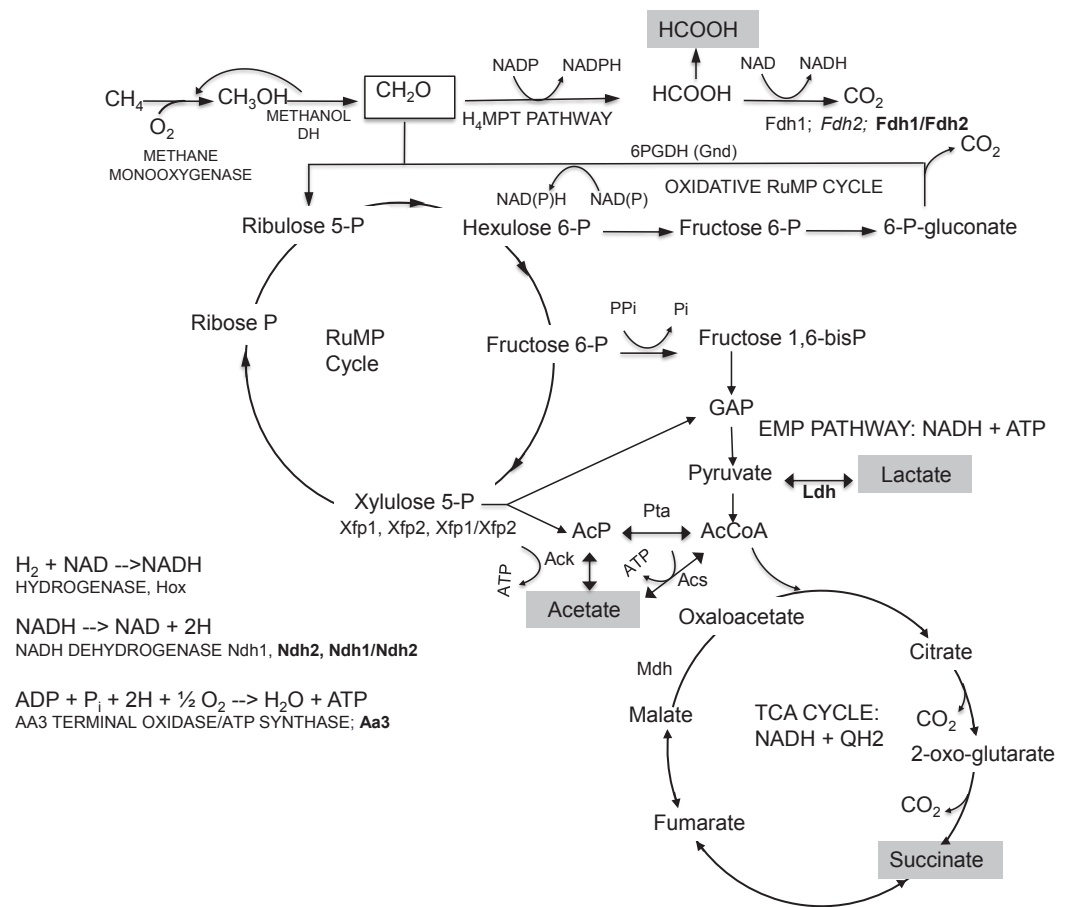 HCOOH
NADP NADPH
NAD NADH
CH₄ CH₃OH CH₂O HCOOH CO₂
O₂
METHANOL
DH
H₄MPT PATHWAY
Fdh1; Fdh2; Fdh1/Fdh2
METHANE
MONOOXYGENASE
6PGDH (Gnd)
CO₂
NAD(P)H NAD(P)
OXIDATIVE RuMP CYCLE
Ribulose 5-P Hexulose 6-P Fructose 6-P 6-P-gluconate
PPi Pi
Ribose P
RuMP
Cycle
Fructose 6-P Fructose 1,6-bisP
GAP
EMP PATHWAY: NADH + ATP
Pyruvate Ldh Lactate
Xylulose 5-P
Xfp1, Xfp2, Xfp1/Xfp2
AcP Pta AcCoA
ATP Ack ATP Acs
Acetate
H₂ + NAD -->NADH
HYDROGENASE, Hox
NADH --> NAD + 2H
NADH DEHYDROGENASE Ndh1, Ndh2, Ndh1/Ndh2
ADP + Pᵢ + 2H + ½ O₂ --> H₂O + ATP
AA3 TERMINAL OXIDASE/ATP SYNTHASE; Aa3
Oxaloacetate
Citrate
Mdh
Malate
TCA CYCLE:
NADH + QH2
CO₂
2-oxo-glutarate
CO₂
Fumarate
Succinate